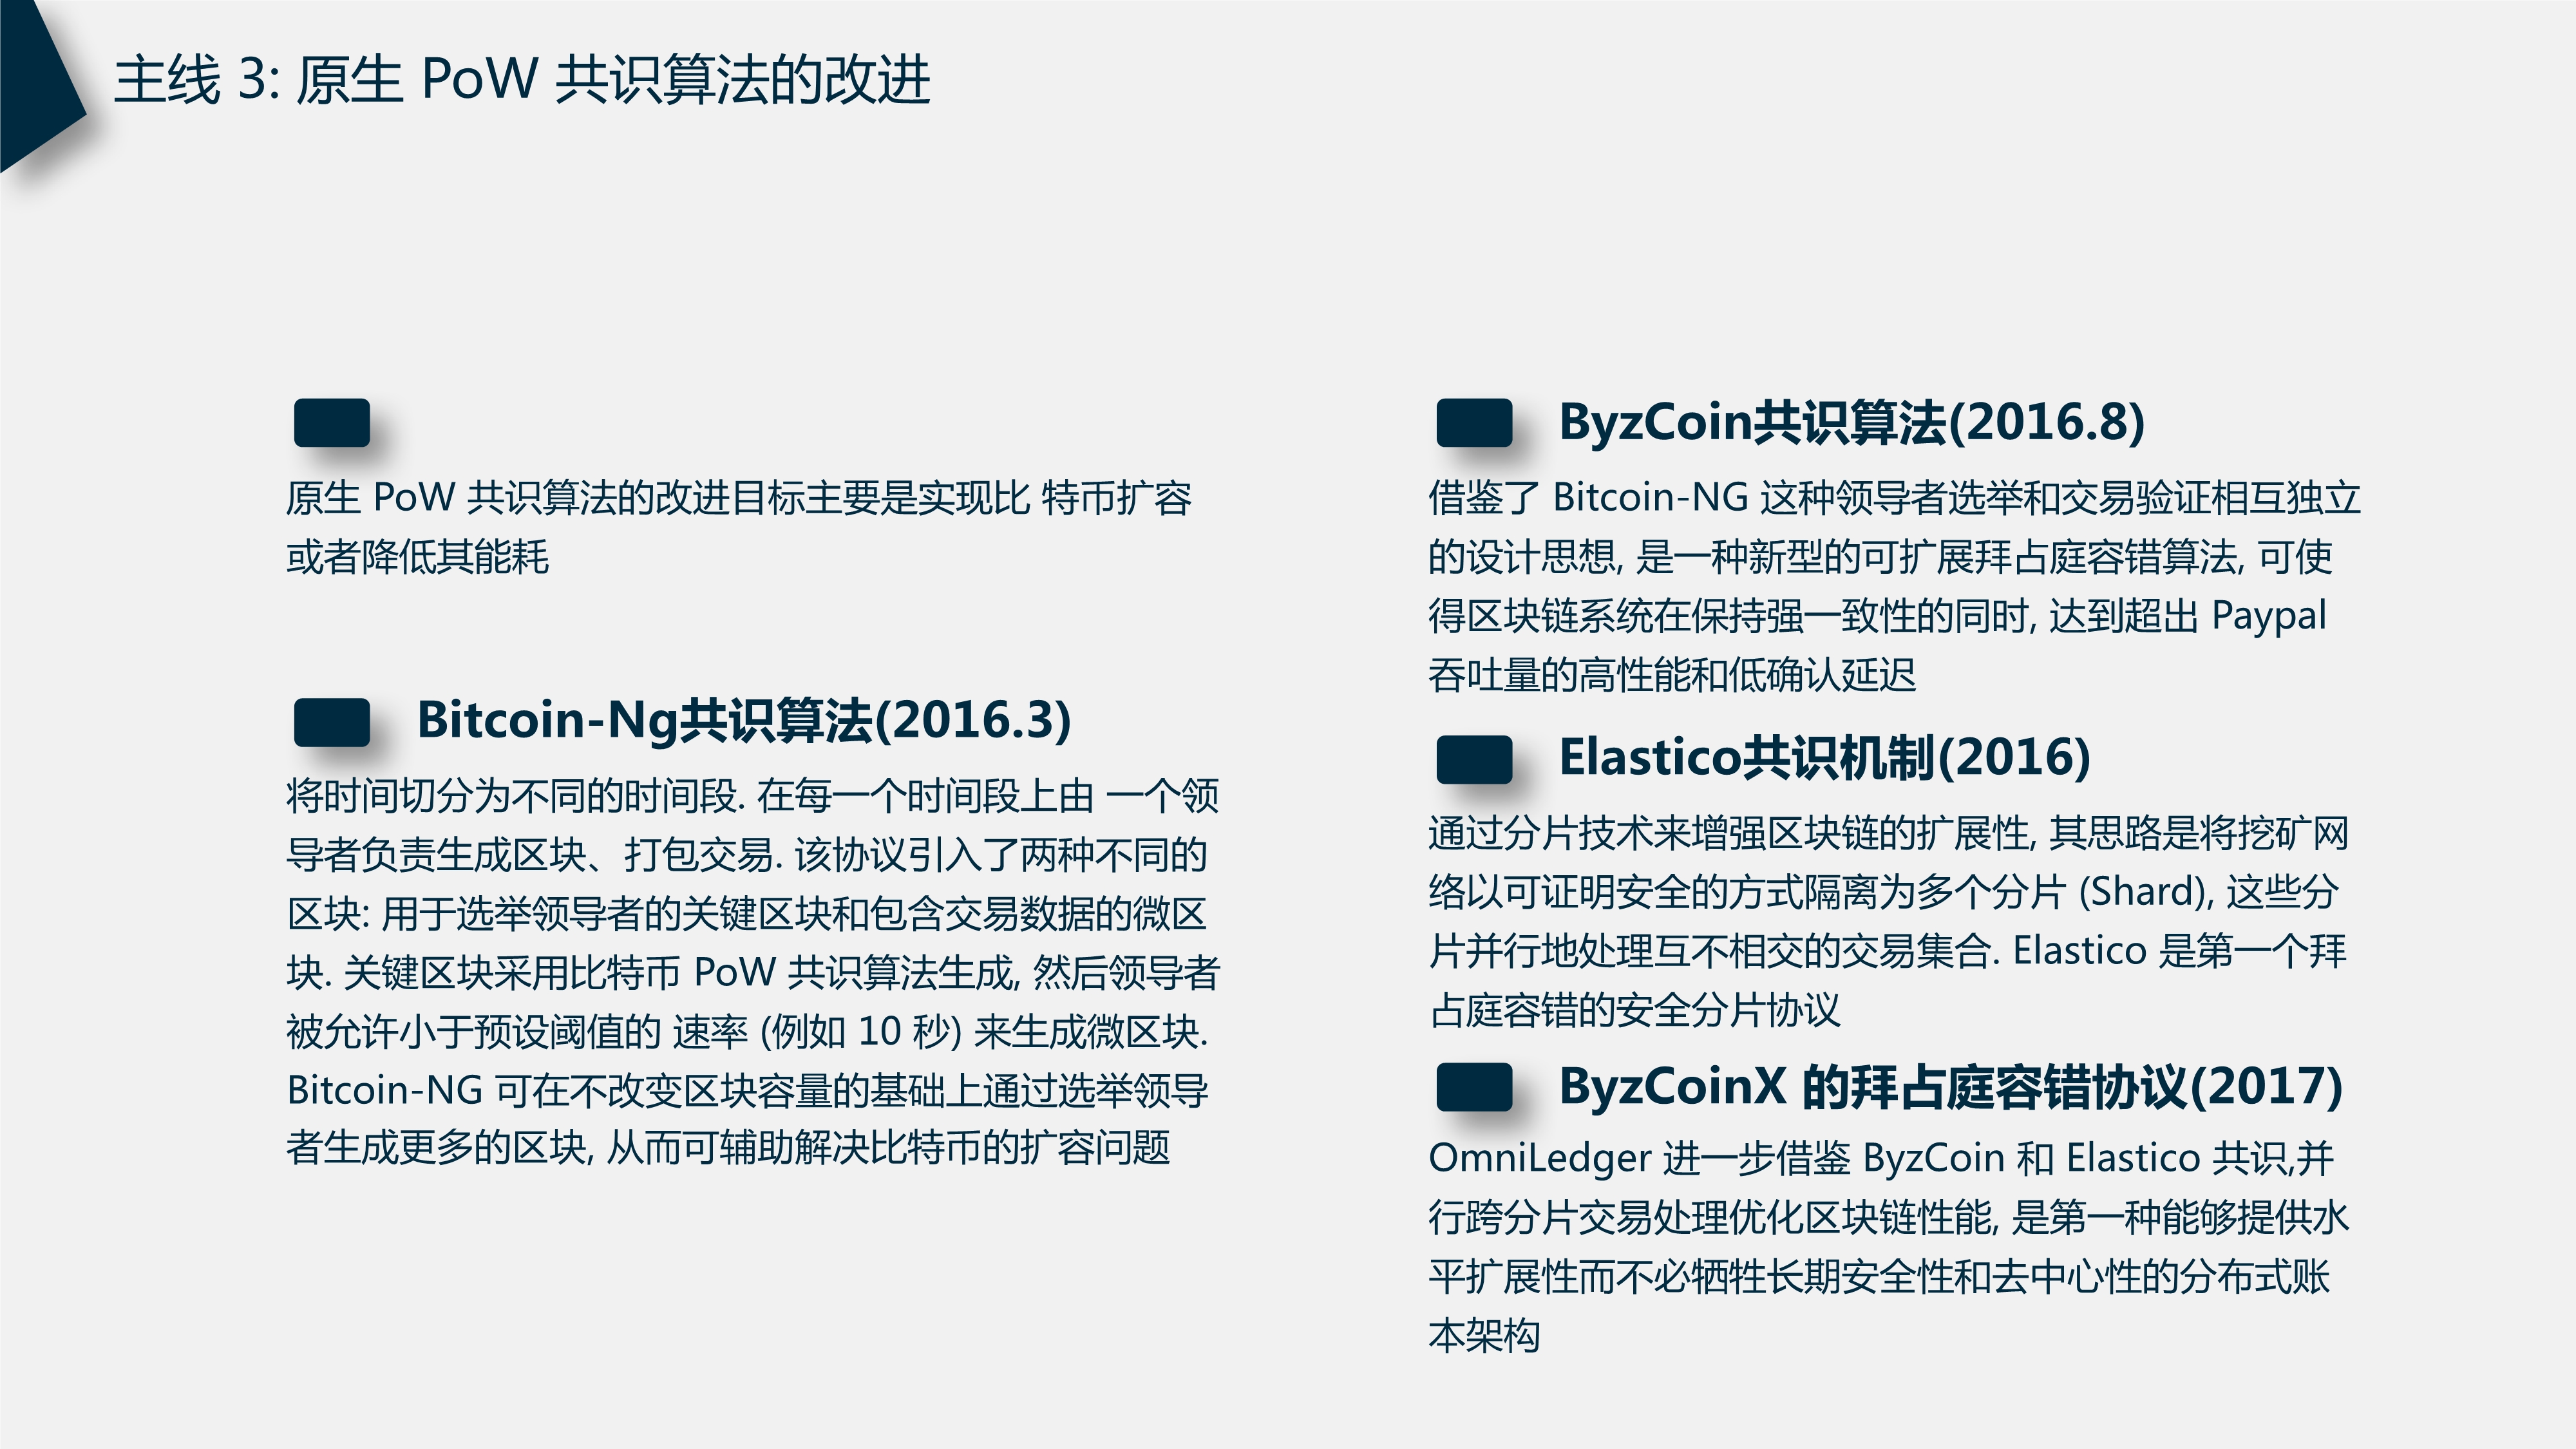 主线 3: 原生 PoW 共识算法的改进
原生 PoW 共识算法的改进目标主要是实现比 特币扩容
或者降低其能耗
Bitcoin-Ng共识算法(2016.3)
将时间切分为不同的时间段. 在每一个时间段上由 一个领
导者负责生成区块、打包交易. 该协议引入了两种不同的
区块: 用于选举领导者的关键区块和包含交易数据的微区
块. 关键区块采用比特币 PoW 共识算法生成, 然后领导者
被允许小于预设阈值的 速率 (例如 10 秒) 来生成微区块.
Bitcoin-NG 可在不改变区块容量的基础上通过选举领导
者生成更多的区块, 从而可辅助解决比特币的扩容问题
ByzCoin共识算法(2016.8)
借鉴了 Bitcoin-NG 这种领导者选举和交易验证相互独立
的设计思想, 是一种新型的可扩展拜占庭容错算法, 可使
得区块链系统在保持强一致性的同时, 达到超出 Paypal
吞吐量的高性能和低确认延迟
Elastico共识机制(2016)
通过分片技术来增强区块链的扩展性, 其思路是将挖矿网
络以可证明安全的方式隔离为多个分片 (Shard), 这些分
片并行地处理互不相交的交易集合. Elastico 是第一个拜
占庭容错的安全分片协议
ByzCoinX 的拜占庭容错协议(2017)
OmniLedger 进一步借鉴 ByzCoin 和 Elastico 共识,并
行跨分片交易处理优化区块链性能, 是第一种能够提供水
平扩展性而不必牺牲长期安全性和去中心性的分布式账
本架构